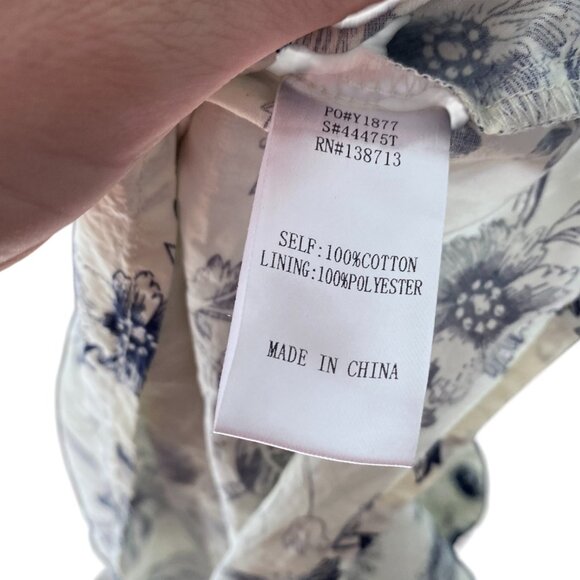 PO#Y1877
S#44475T
RN#138713
SELF:100%COTTON
LINING:100%POLYESTER
MADE IN CHINA